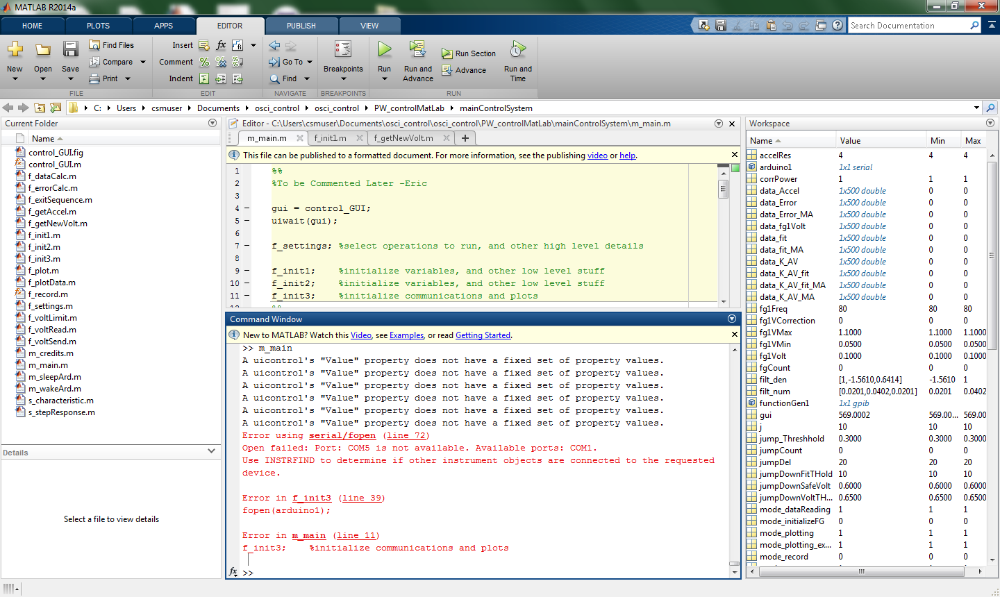 MATLAB R2014a
HOME
PLOTS
APPS
EDITOR
PUBLISH
VIEW
Search Documentation
New
Open
Save
Find Files
Compare
Print
FILE
Insert
Comment
Indent
EDIT
Go To
Find
NAVIGATE
Breakpoints
BREAKPOINTS
Run
Run and
Advance
Run Section
Advance
Run and
Time
RUN
C: Users csmuser Documents osci_control osci_control PW_controlMatLab mainControlSystem
Current Folder
Name
control_GUI.fig
control_GUI.m
f_dataCalc.m
f_errorCalc.m
f_exitSequence.m
f_getAccel.m
f_getNewVolt.m
f_init1.m
f_init2.m
f_init3.m
f_plot.m
f_plotData.m
f_record.m
f_settings.m
f_voltLimit.m
f_voltRead.m
f_voltSend.m
m_credits.m
m_main.m
m_sleepArd.m
m_wakeArd.m
s_characteristic.m
s_stepResponse.m
Details
Select a file to view details
Editor - C:\Users\csmuser\Documents\osci_control\osci_control\PW_controlMatLab\mainControlSystem\m_main.m
m_main.m
f_init1.m
f_getNewVolt.m
This file can be published to a formatted document. For more information, see the publishing video or help.
1 %%
2 %To be Commented Later -Eric
3
4 – gui = control_GUI;
5 – uiwait(gui);
6
7 – f_settings; %select operations to run, and other high level details
8
9 – f_init1; %initialize variables, and other low level stuff
10 – f_init2; %initialize variables, and other low level stuff
11 – f_init3; %initialize communications and plots
Command Window
New to MATLAB? Watch this Video, see Examples, or read Getting Started.
>> m_main
A uicontrol's "Value" property does not have a fixed set of property values.
A uicontrol's "Value" property does not have a fixed set of property values.
A uicontrol's "Value" property does not have a fixed set of property values.
A uicontrol's "Value" property does not have a fixed set of property values.
A uicontrol's "Value" property does not have a fixed set of property values.
A uicontrol's "Value" property does not have a fixed set of property values.
Error using serial/fopen (line 72)
Open failed: Port: COM5 is not available. Available ports: COM1.
Use INSTRFIND to determine if other instrument objects are connected to the requested
device.
Error in f_init3 (line 39)
fopen(arduino1);
Error in m_main (line 11)
f_init3; %initialize communications and plots
fx >>
Workspace
Name Value Min Max
accelRes 4 4 4
arduino1 1x1 serial
corrPower 1 1 1
data_Accel 1x500 double 0 0
data_Error 1x500 double 0 0
data_Error_MA 1x500 double 0 0
data_fg1Volt 1x500 double 0 0
data_fit 1x500 double 0 0
data_fit_MA 1x500 double 0 0
data_K_AV 1x500 double 0 0
data_K_AV_fit 1x500 double 0 0
data_K_AV_fit_MA 1x500 double 0 0
data_K_AV_MA 1x500 double 0 0
fg1Freq 80 80 80
fg1VCorrection 0 0 0
fg1VMax 1.1000 1.1000 1.1000
fg1VMin 0.0500 0.0500 0.0500
fg1Volt 0.1000 0.1000 0.1000
fgCount 0 0 0
filt_den [1,-1.5610,0.6414] -1.5610 1
filt_num [0.0201,0.0402,0.0201] 0.0201 0.0402
functionGen1 1x1 gpib
gui 569.0002 569.00... 569.00
j 10 10 10
jump_Threshhold 0.3000 0.3000 0.3000
jumpCount 0 0 0
jumpDel 20 20 20
jumpDownFitTHold 10 10 10
jumpDownSafeVolt 0.6000 0.6000 0.6000
jumpDownVoltTH... 0.6500 0.6500 0.6500
mode_dataReading 1 1 1
mode_initializeFG 0 0 0
mode_plotting 1 1 1
mode_plotting_ex... 1 1 1
mode_record 0 0 0